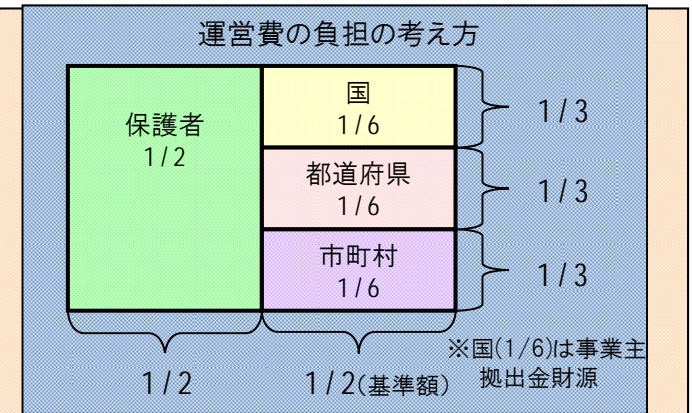 運営費の負担の考え方
保護者
1/2
国
1/6
1/3
都道府県
1/6
1/3
市町村
1/6
1/3
1/2
1/2(基準額)
※国(1/6)は事業主
拠出金財源